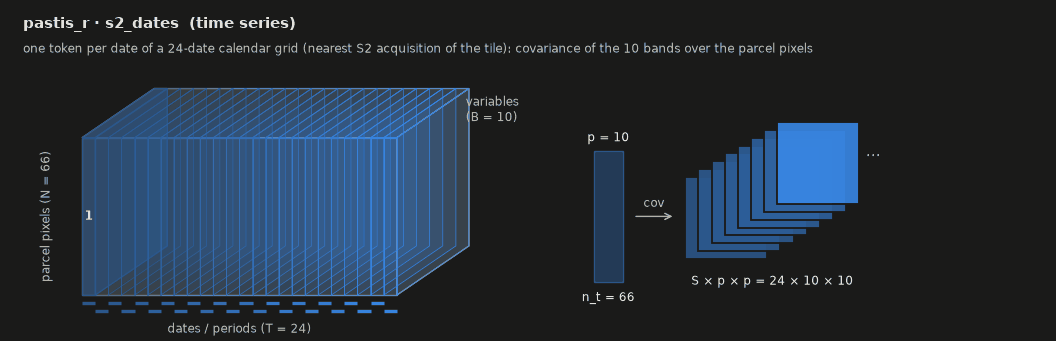 pastis_r · s2_dates (time series)
one token per date of a 24-date calendar grid (nearest S2 acquisition of the tile): covariance of the 10 bands over the parcel pixels
variables
(B = 10)
parcel pixels (N = 66)
1
dates / periods (T = 24)
p = 10
n_t = 66
cov
...
S × p × p = 24 × 10 × 10